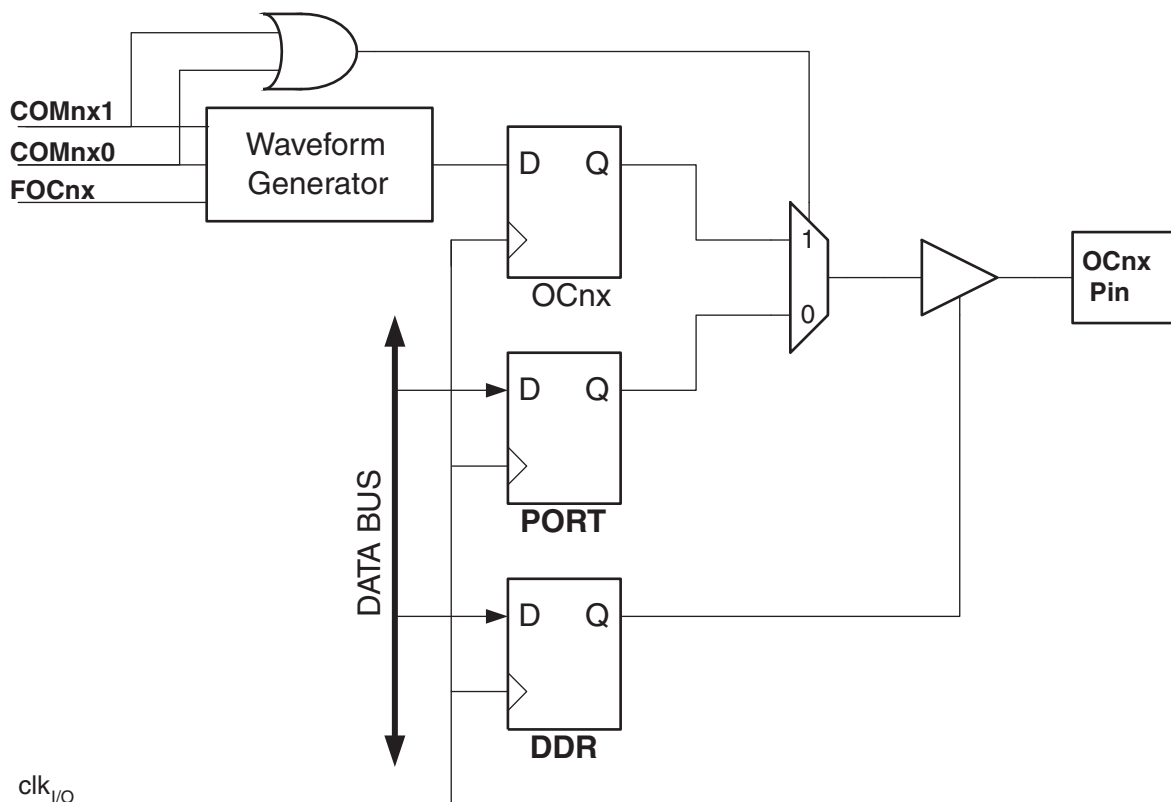 COMnx1
COMnx0
FOCnx
Waveform
Generator
D Q
OCnx
1
0
OCnx
Pin
D Q
PORT
DATA BUS
D Q
DDR
clkI/O